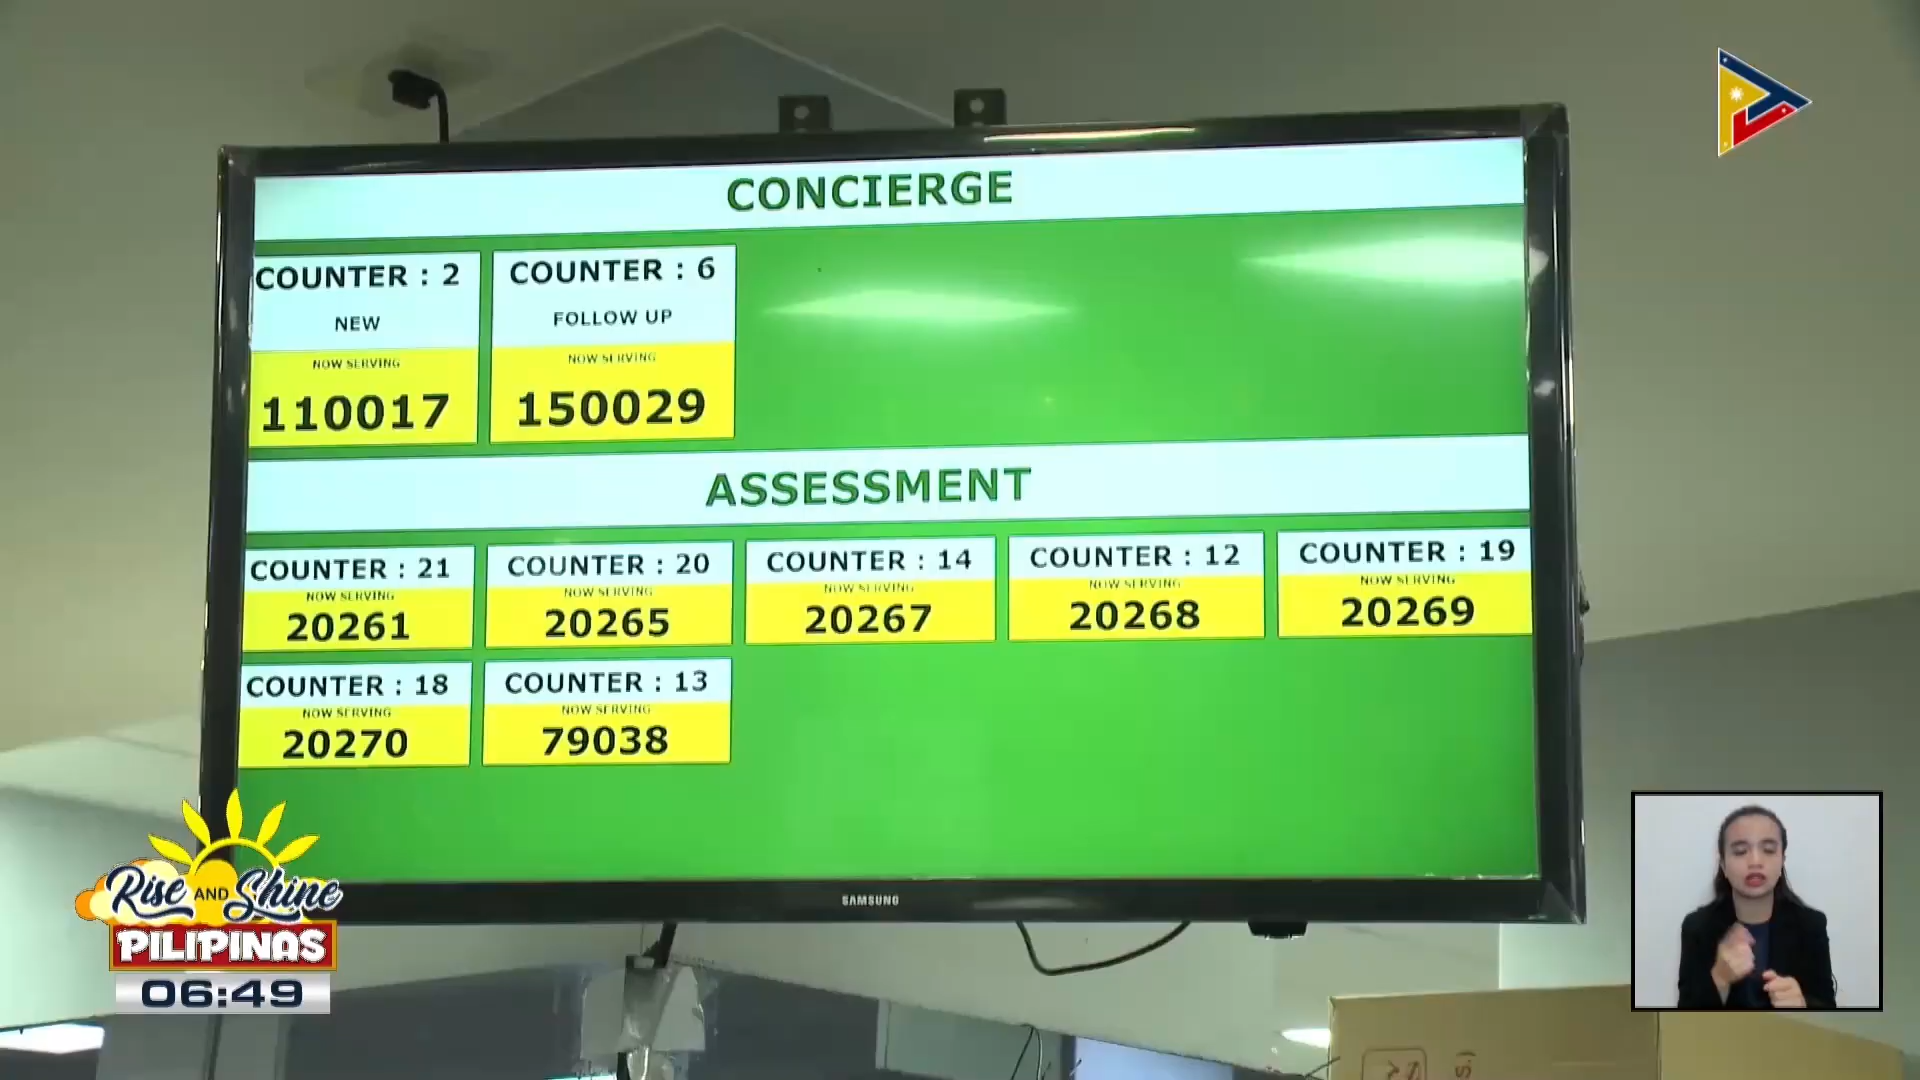 CONCIERGE
COUNTER : 2
NEW
NOW SERVING
110017
COUNTER : 6
FOLLOW UP
NOW SERVING
150029
ASSESSMENT
COUNTER : 21
NOW SERVING
20261
COUNTER : 20
NOW SERVING
20265
COUNTER : 14
NOW SERVING
20267
COUNTER : 12
NOW SERVING
20268
COUNTER : 19
NOW SERVING
20269
COUNTER : 18
NOW SERVING
20270
COUNTER : 13
NOW SERVING
79038
SAMSUNG
Rise AND Shine
PILIPINAS
06:49